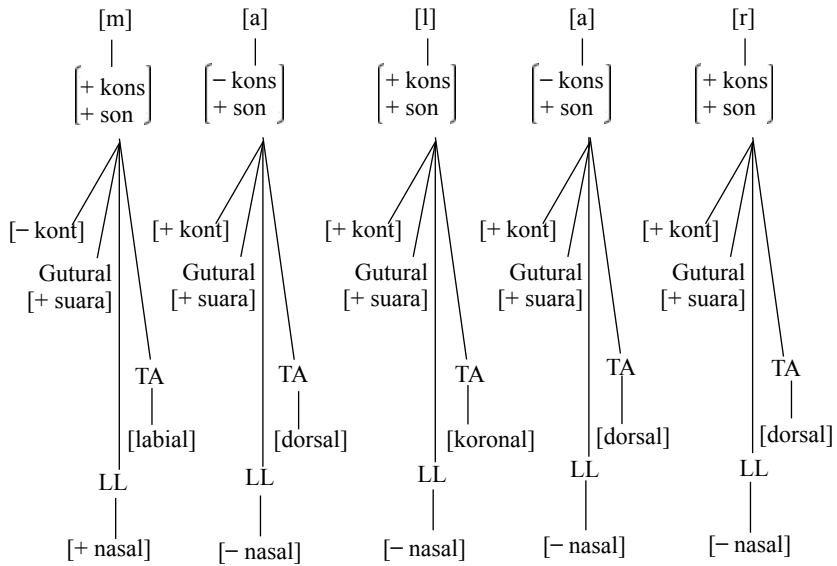 [m] [a] [l] [a] [r]
+ kons − kons + kons − kons + kons
+ son + son + son + son + son
[− kont] [+ kont] [+ kont] [+ kont] [+ kont]
Gutural Gutural Gutural Gutural Gutural
[+ suara] [+ suara] [+ suara] [+ suara] [+ suara]
TA TA TA TA TA
[labial] [dorsal] [koronal] [dorsal] [dorsal]
LL LL LL LL LL
[+ nasal] [− nasal] [− nasal] [− nasal] [− nasal]